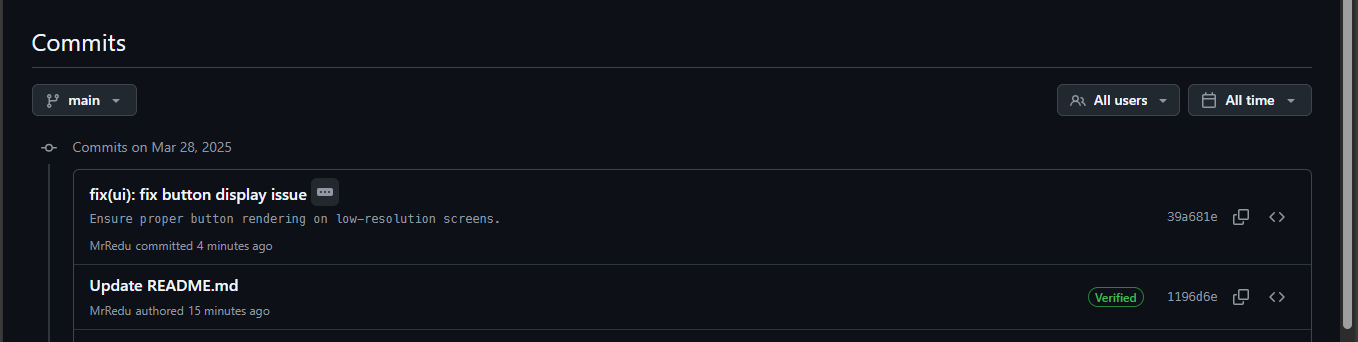 Commits
main
All users
All time
Commits on Mar 28, 2025
fix(ui): fix button display issue
Ensure proper button rendering on low-resolution screens.
39a681e
MrRedu committed 4 minutes ago
Update README.md
Verified
1196d6e
MrRedu authored 15 minutes ago